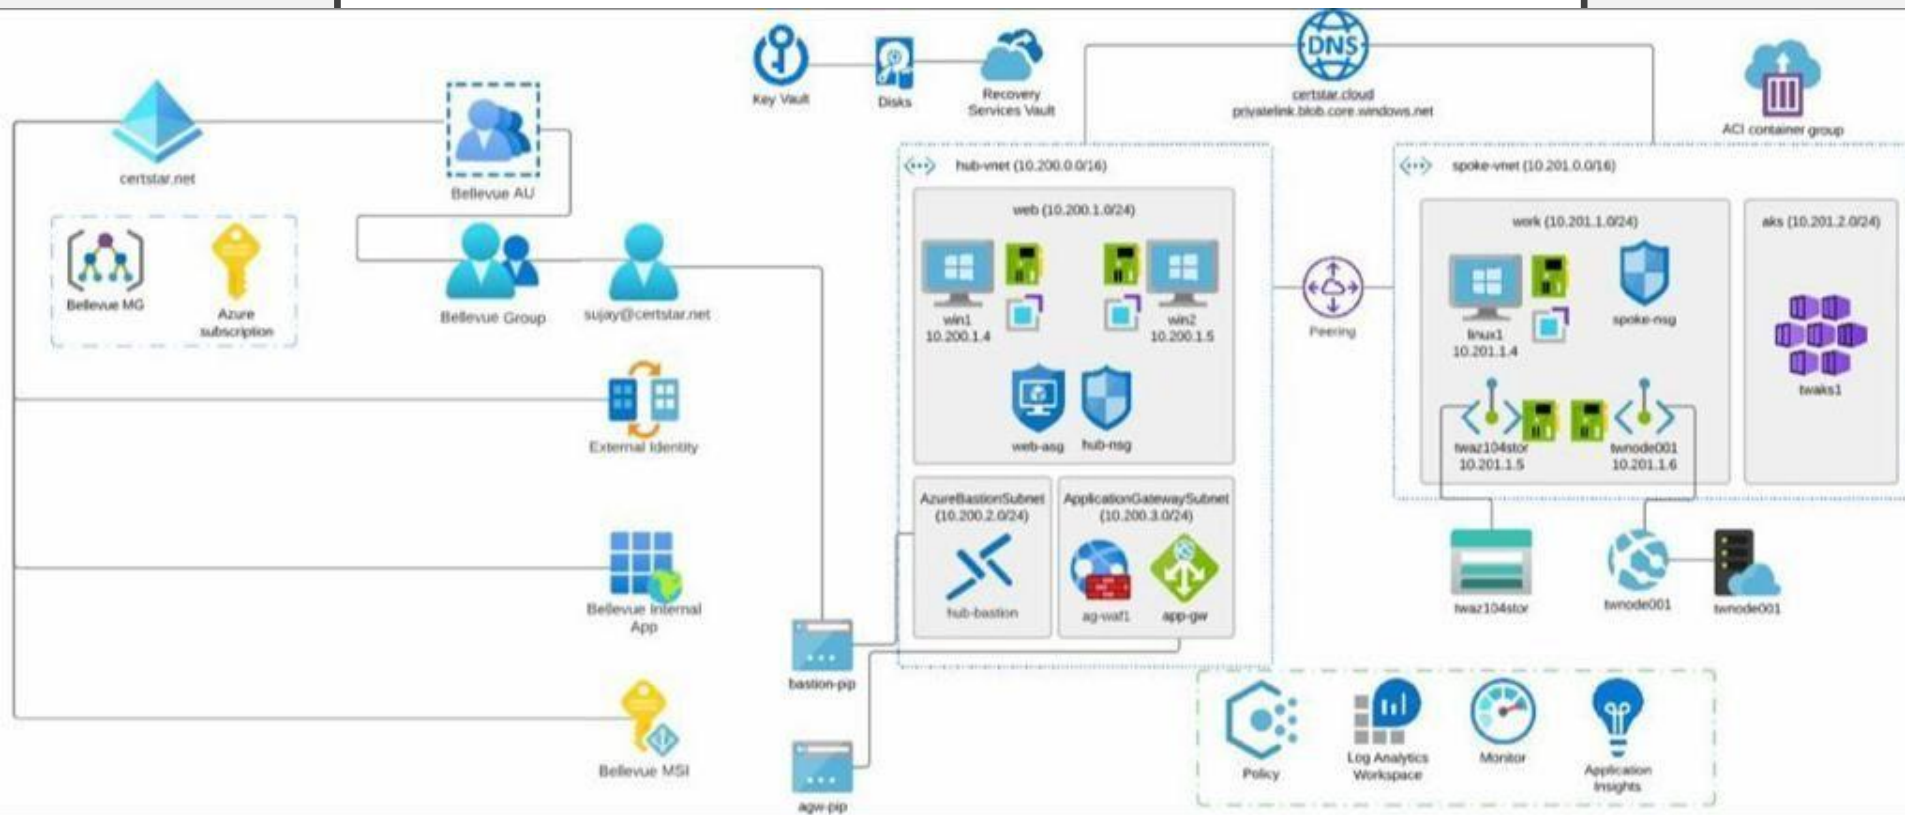 certstar.net
Bellevue AU
Bellevue MG
Azure
subscription
Bellevue Group
sujay@certstar.net
External Identity
Bellevue Internal
App
Bellevue MSI
Key Vault
Disks
Recovery
Services Vault
DNS
certstar.cloud
privatelink.blob.core.windows.net
ACI container group
hub-vnet (10.200.0.0/16)
web (10.200.1.0/24)
win1
10.200.1.4
win2
10.200.1.5
web-asg
hub-nsg
AzureBastionSubnet
(10.200.2.0/24)
hub-bastion
ApplicationGatewaySubnet
(10.200.3.0/24)
ag-waf1
app-gw
bastion-pip
agw-pip
Peering
spoke-vnet (10.201.0.0/16)
work (10.201.1.0/24)
linux1
10.201.1.4
spoke-nsg
twaz104stor
10.201.1.5
twnode001
10.201.1.6
aks (10.201.2.0/24)
twaks1
twaz104stor
twnode001
twnode001
Policy
Log Analytics
Workspace
Monitor
Application
Insights